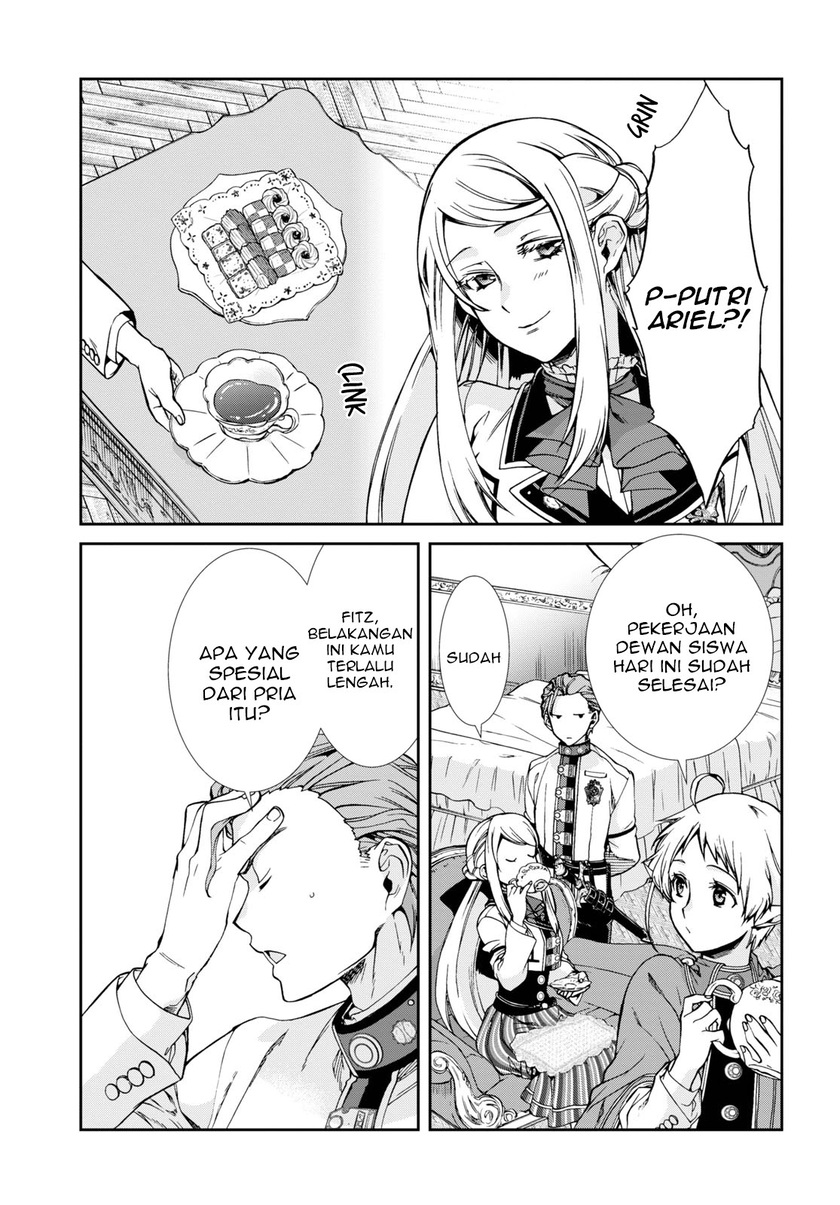 GRIN
P-PUTRI
ARIEL?!
CLINK
OH,
PEKERJAAN
DEWAN SISWA
HARI INI SUDAH
SELESAI?
SUDAH
FITZ,
BELAKANGAN
INI KAMU
TERLALU
LENGAH.
APA YANG
SPESIAL
DARI PRIA
ITU?